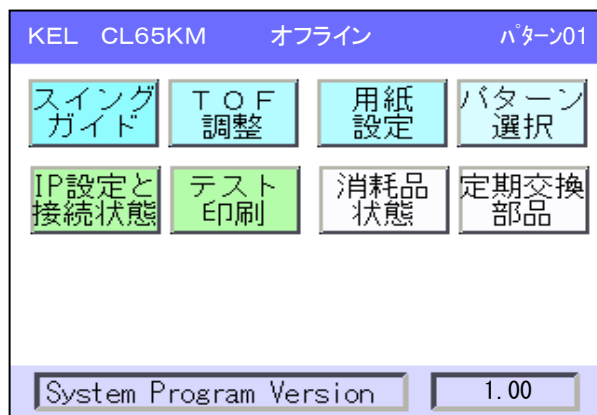 KEL CL65KM オフライン パターン01
スイング TOF 用紙 パターン
ガイド 調整 設定 選択
IP設定と テスト 消耗品 定期交換
接続状態 印刷 状態 部品
System Program Version 1.00